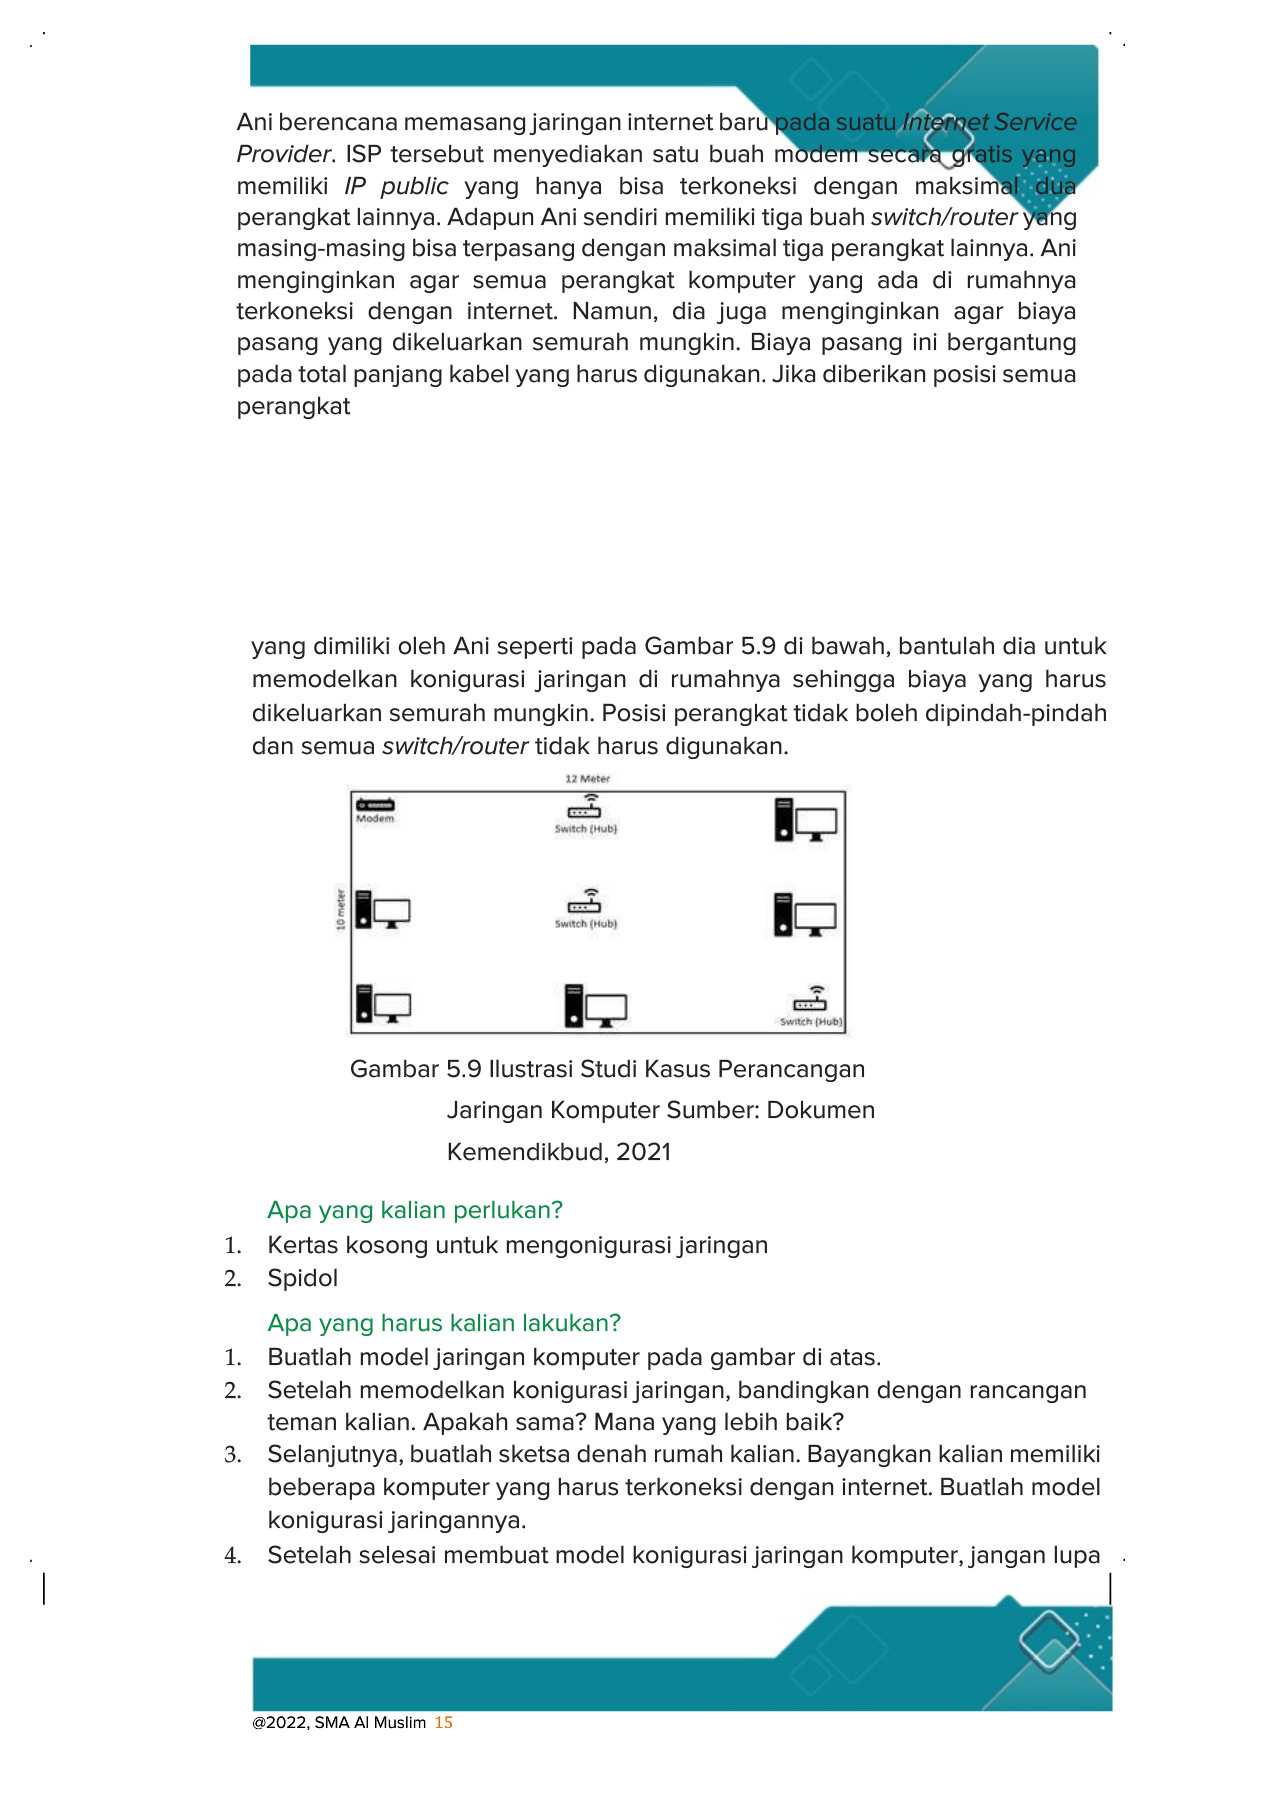 Ani berencana memasang jaringan internet baru pada suatu Internet Service
Provider. ISP tersebut menyediakan satu buah modem secara gratis yang
memiliki IP public yang hanya bisa terkoneksi dengan maksimal dua
perangkat lainnya. Adapun Ani sendiri memiliki tiga buah switch/router yang
masing-masing bisa terpasang dengan maksimal tiga perangkat lainnya. Ani
menginginkan agar semua perangkat komputer yang ada di rumahnya
terkoneksi dengan internet. Namun, dia juga menginginkan agar biaya
pasang yang dikeluarkan semurah mungkin. Biaya pasang ini bergantung
pada total panjang kabel yang harus digunakan. Jika diberikan posisi semua
perangkat
yang dimiliki oleh Ani seperti pada Gambar 5.9 di bawah, bantulah dia untuk
memodelkan konigurasi jaringan di rumahnya sehingga biaya yang harus
dikeluarkan semurah mungkin. Posisi perangkat tidak boleh dipindah-pindah
dan semua switch/router tidak harus digunakan.
12 Meter
Modem
Switch (Hub)
10 meter
Switch (Hub)
Switch (Hub)
Gambar 5.9 Ilustrasi Studi Kasus Perancangan
Jaringan Komputer Sumber: Dokumen
Kemendikbud, 2021
Apa yang kalian perlukan?
1. Kertas kosong untuk mengonigurasi jaringan
2. Spidol
Apa yang harus kalian lakukan?
1. Buatlah model jaringan komputer pada gambar di atas.
2. Setelah memodelkan konigurasi jaringan, bandingkan dengan rancangan
teman kalian. Apakah sama? Mana yang lebih baik?
3. Selanjutnya, buatlah sketsa denah rumah kalian. Bayangkan kalian memiliki
beberapa komputer yang harus terkoneksi dengan internet. Buatlah model
konigurasi jaringannya.
4. Setelah selesai membuat model konigurasi jaringan komputer, jangan lupa
@2022, SMA Al Muslim 15